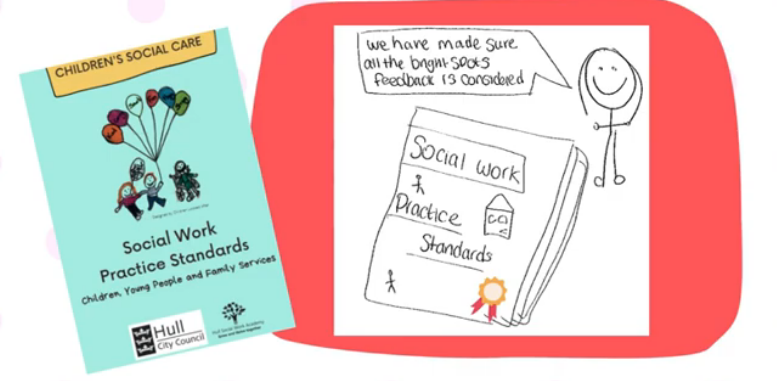 CHILDREN'S SOCIAL CARE
Social Work
Practice Standards
Children, Young People and Family Services
Hull
City Council
Hull Social Work Academy
we have made sure
all the bright spots
feedback is considered
Social work
Practice
Standards